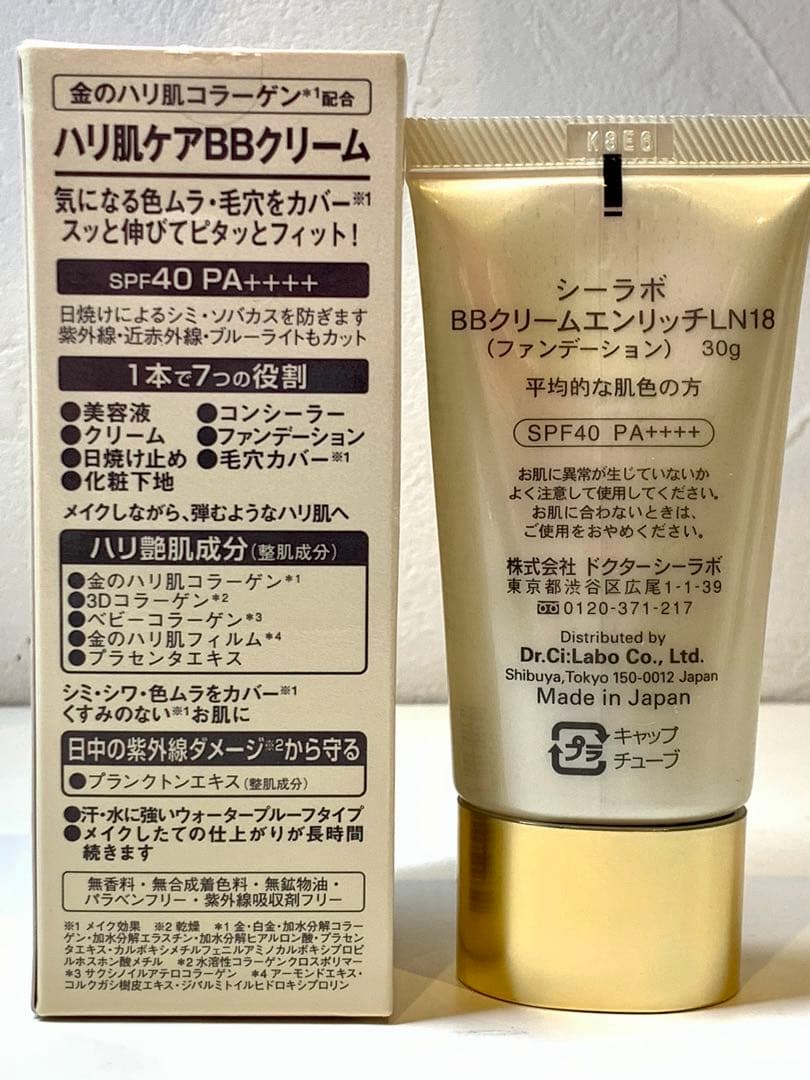 金のハリ肌コラーゲン*1配合
ハリ肌ケアBBクリーム
気になる色ムラ・毛穴をカバー※1
スッと伸びてピタッとフィット!
SPF40 PA++++
日焼けによるシミ・ソバカスを防ぎます
紫外線・近赤外線・ブルーライトもカット
1本で7つの役割
●美容液 ●コンシーラー
●クリーム ●ファンデーション
●日焼け止め ●毛穴カバー※1
●化粧下地
メイクしながら、弾むようなハリ肌へ
ハリ艶肌成分(整肌成分)
●金のハリ肌コラーゲン*1
●3Dコラーゲン*2
●ベビーコラーゲン*3
●金のハリ肌フィルム*4
●プラセンタエキス
シミ・シワ・色ムラをカバー※1
くすみのない※1お肌に
日中の紫外線ダメージ※2から守る
●プランクトンエキス(整肌成分)
●汗・水に強いウォータープルーフタイプ
●メイクしたての仕上がりが長時間
続きます
無香料・無合成着色料・無鉱物油・
パラベンフリー・紫外線吸収剤フリー
※1 メイク効果 ※2 乾燥 *1 金・白金・加水分解コラー
ゲン・加水分解エラスチン・加水分解ヒアルロン酸・プラセン
タエキス・カルボキシメチルフェニルアミノカルボキシプロピ
ルホスホン酸メチル *2 水溶性コラーゲンクロスポリマー
*3 サクシノイルアテロコラーゲン *4 アーモンドエキス・
コルクガシ樹皮エキス・ジパルミトイルヒドロキシプロリン
K8E6
シーラボ
BBクリームエンリッチLN18
(ファンデーション) 30g
平均的な肌色の方
SPF40 PA++++
お肌に異常が生じていないか
よく注意して使用してください。
お肌に合わないときは、
ご使用をおやめください。
株式会社 ドクターシーラボ
東京都渋谷区広尾1-1-39
0120-371-217
Distributed by
Dr.Ci:Labo Co., Ltd.
Shibuya,Tokyo 150-0012 Japan
Made in Japan
プラ キャップ
チューブ